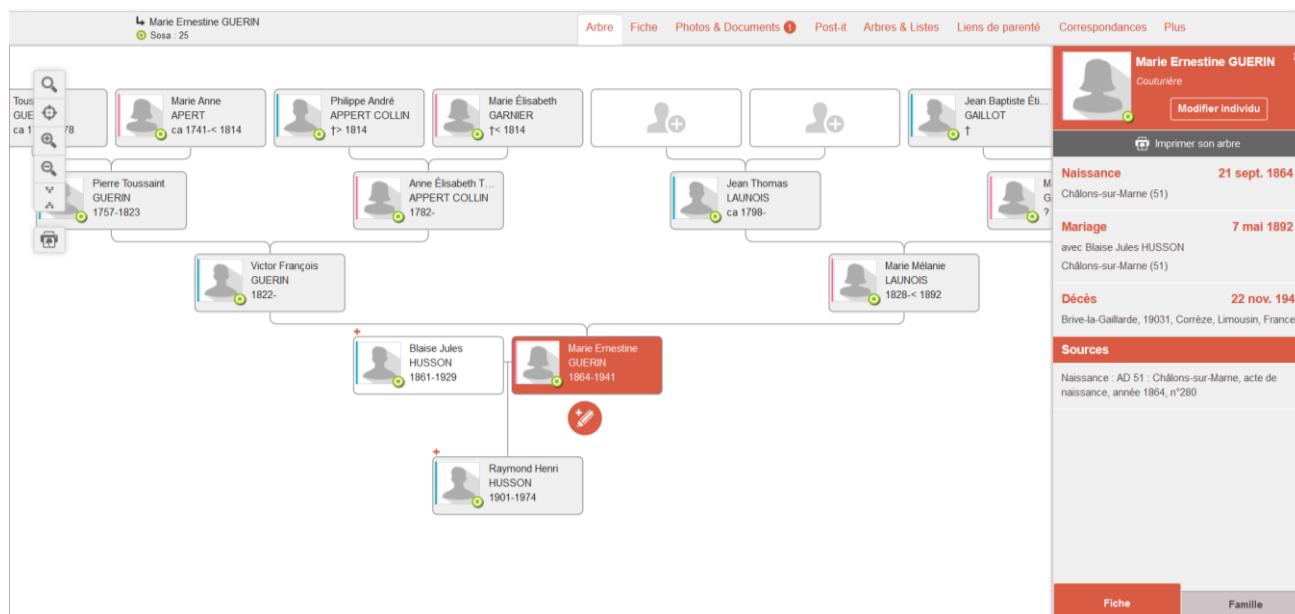 Marie Ernestine GUERIN
Sosa : 25
Arbre
Fiche
Photos & Documents 1
Post-it
Arbres & Listes
Liens de parenté
Correspondances
Plus
Marie Anne
APERT
ca 1741-< 1814
Philippe André
APPERT COLLIN
†> 1814
Marie Élisabeth
GARNIER
†< 1814
Jean Baptiste Éti...
GAILLOT
†
Pierre Toussaint
GUERIN
1757-1823
Anne Élisabeth T...
APPERT COLLIN
1782-
Jean Thomas
LAUNOIS
ca 1798-
Victor François
GUERIN
1822-
Marie Mélanie
LAUNOIS
1828-< 1892
Blaise Jules
HUSSON
1861-1929
Marie Ernestine
GUERIN
1864-1941
Raymond Henri
HUSSON
1901-1974
Marie Ernestine GUERIN
Couturière
Modifier individu
Imprimer son arbre
Naissance 21 sept. 1864
Châlons-sur-Marne (51)
Mariage 7 mai 1892
avec Blaise Jules HUSSON
Châlons-sur-Marne (51)
Décès 22 nov. 194
Brive-la-Gaillarde, 19031, Corrèze, Limousin, France
Sources
Naissance : AD 51 : Châlons-sur-Marne, acte de
naissance, année 1864, n°280
Fiche
Famille